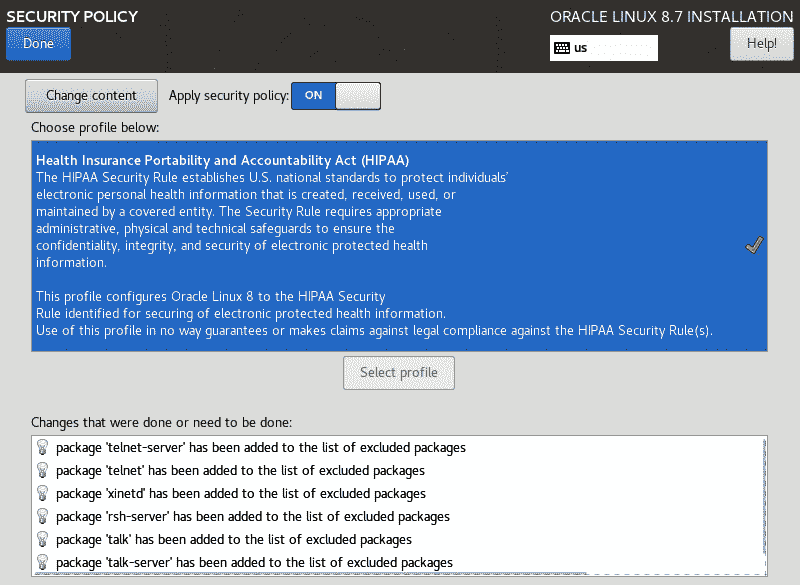 SECURITY POLICY
ORACLE LINUX 8.7 INSTALLATION
Done
us
Help!
Change content
Apply security policy:
ON
Choose profile below:
Health Insurance Portability and Accountability Act (HIPAA)
The HIPAA Security Rule establishes U.S. national standards to protect individuals’
electronic personal health information that is created, received, used, or
maintained by a covered entity. The Security Rule requires appropriate
administrative, physical and technical safeguards to ensure the
confidentiality, integrity, and security of electronic protected health
information.
This profile configures Oracle Linux 8 to the HIPAA Security
Rule identified for securing of electronic protected health information.
Use of this profile in no way guarantees or makes claims against legal compliance against the HIPAA Security Rule(s).
Select profile
Changes that were done or need to be done:
package 'telnet-server' has been added to the list of excluded packages
package 'telnet' has been added to the list of excluded packages
package 'xinetd' has been added to the list of excluded packages
package 'rsh-server' has been added to the list of excluded packages
package 'talk' has been added to the list of excluded packages
package 'talk-server' has been added to the list of excluded packages